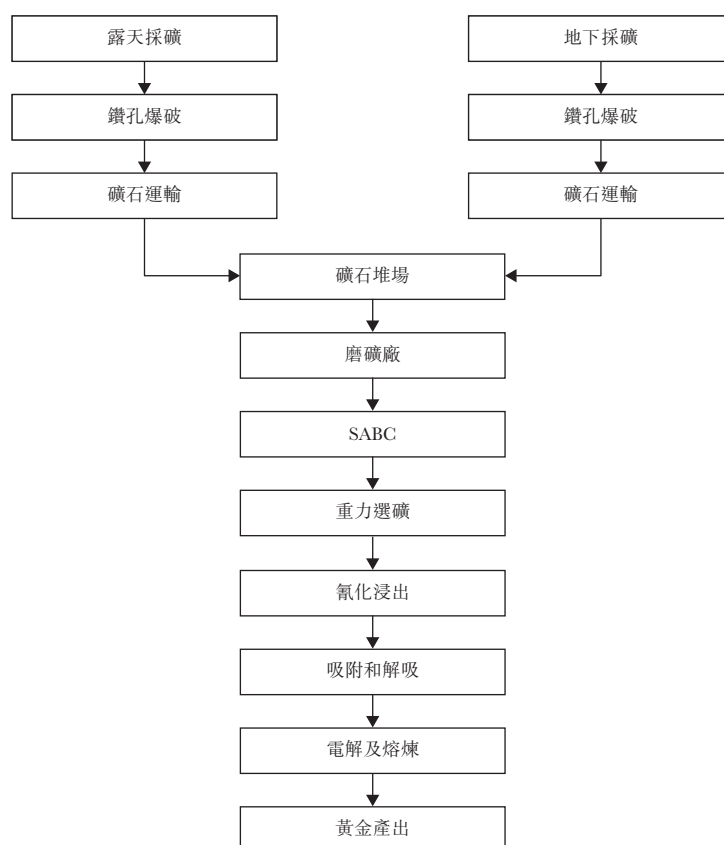 露天採礦
地下採礦
鑽孔爆破
鑽孔爆破
礦石運輸
礦石運輸
礦石堆場
磨礦廠
SABC
重力選礦
氰化浸出
吸附和解吸
電解及熔煉
黃金產出